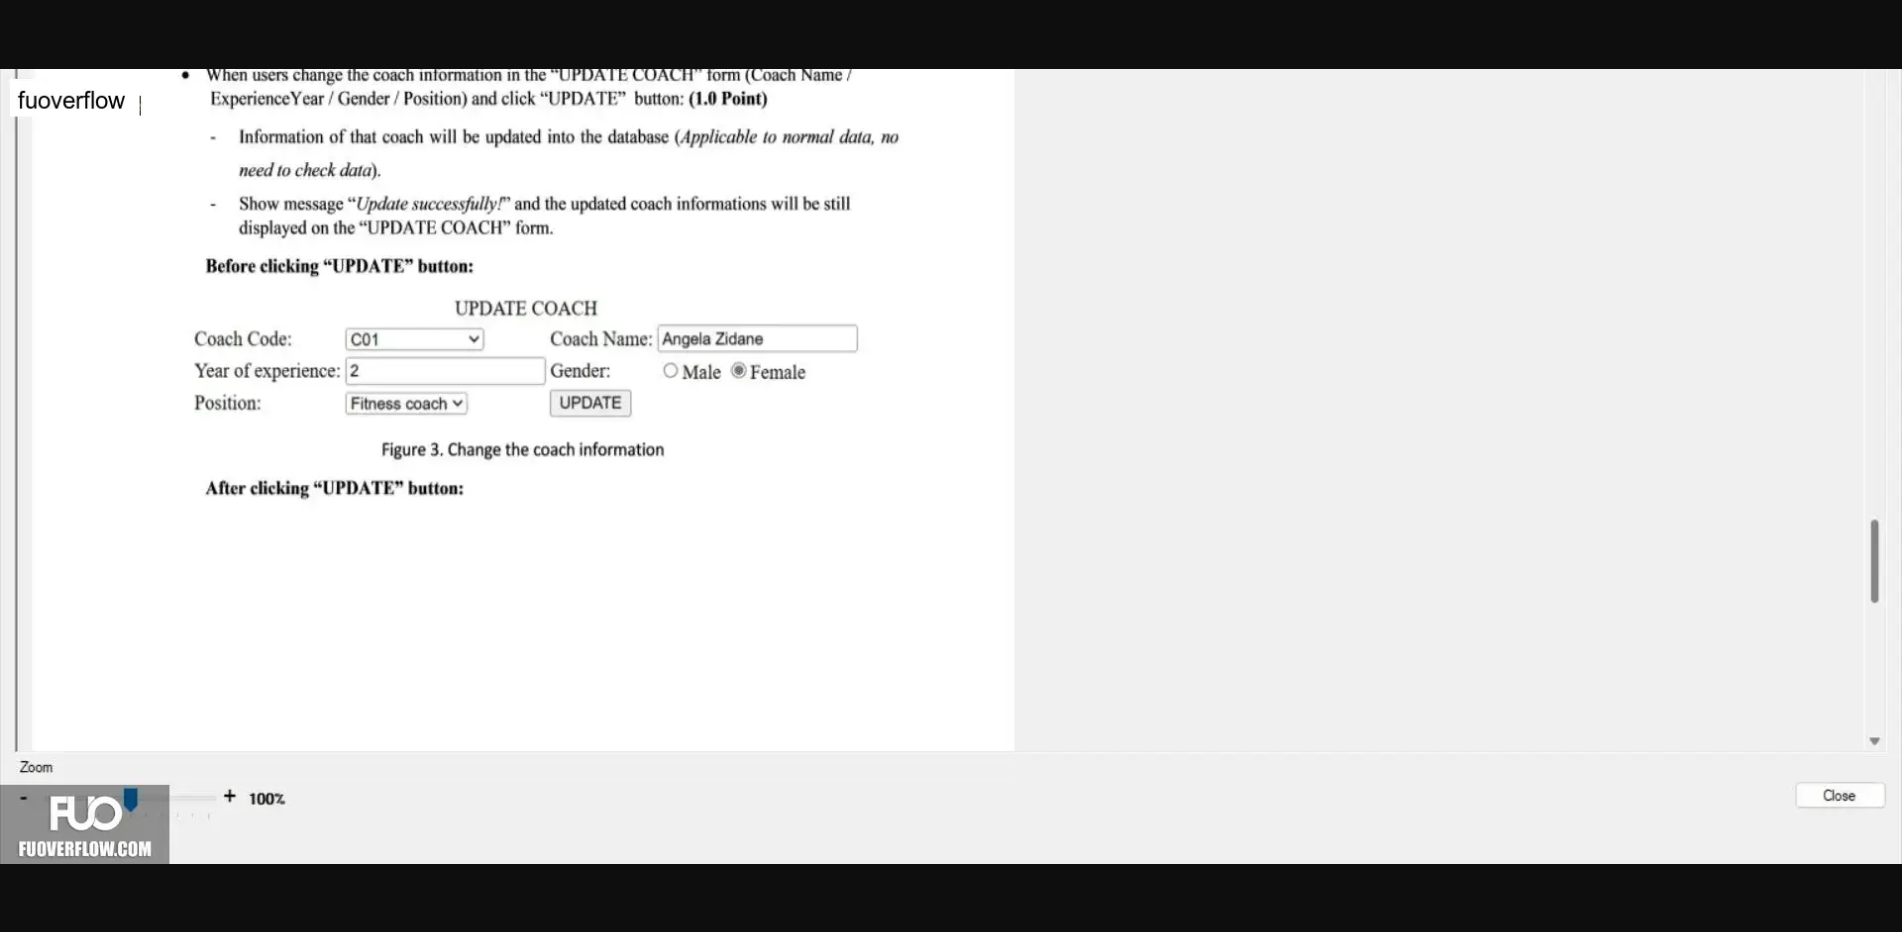 When users change the coach information in the “UPDATE COACH” form (Coach Name /
fuoverflow |
ExperienceYear / Gender / Position) and click “UPDATE” button: (1.0 Point)
- Information of that coach will be updated into the database (Applicable to normal data, no
need to check data).
- Show message “Update successfully!” and the updated coach informations will be still
displayed on the “UPDATE COACH” form.
Before clicking “UPDATE” button:
UPDATE COACH
Coach Code: C01 Coach Name: Angela Zidane
Year of experience: 2 Gender: Male Female
Position: Fitness coach UPDATE
Figure 3. Change the coach information
After clicking “UPDATE” button:
Zoom
- + 100% Close
FUO
FUOVERFLOW.COM